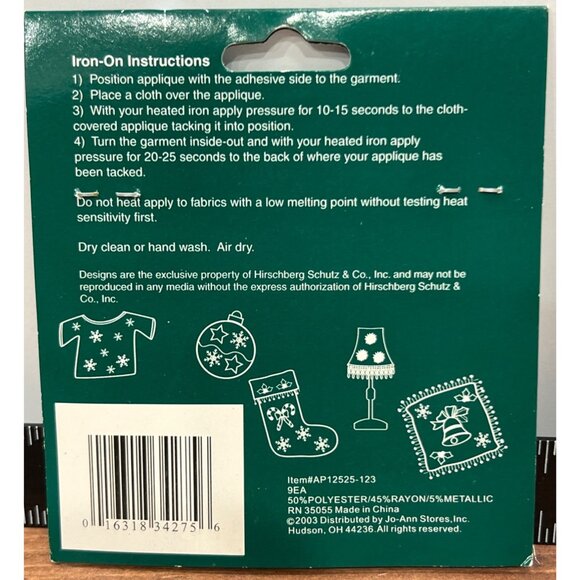 Iron-On Instructions
1) Position applique with the adhesive side to the garment.
2) Place a cloth over the applique.
3) With your heated iron apply pressure for 10-15 seconds to the cloth-
covered applique tacking it into position.
4) Turn the garment inside-out and with your heated iron apply
pressure for 20-25 seconds to the back of where your applique has
been tacked.
Do not heat apply to fabrics with a low melting point without testing heat
sensitivity first.
Dry clean or hand wash. Air dry.
Designs are the exclusive property of Hirschberg Schutz & Co., Inc. and may not be
reproduced in any media without the express authorization of Hirschberg Schutz &
Co., Inc.
Item#AP12525-123
9EA
50%POLYESTER/45%RAYON/5%METALLIC
RN 35055 Made in China
©2003 Distributed by Jo-Ann Stores,Inc.
Hudson, OH 44236.All rights reserved.
0 16318 34275 6